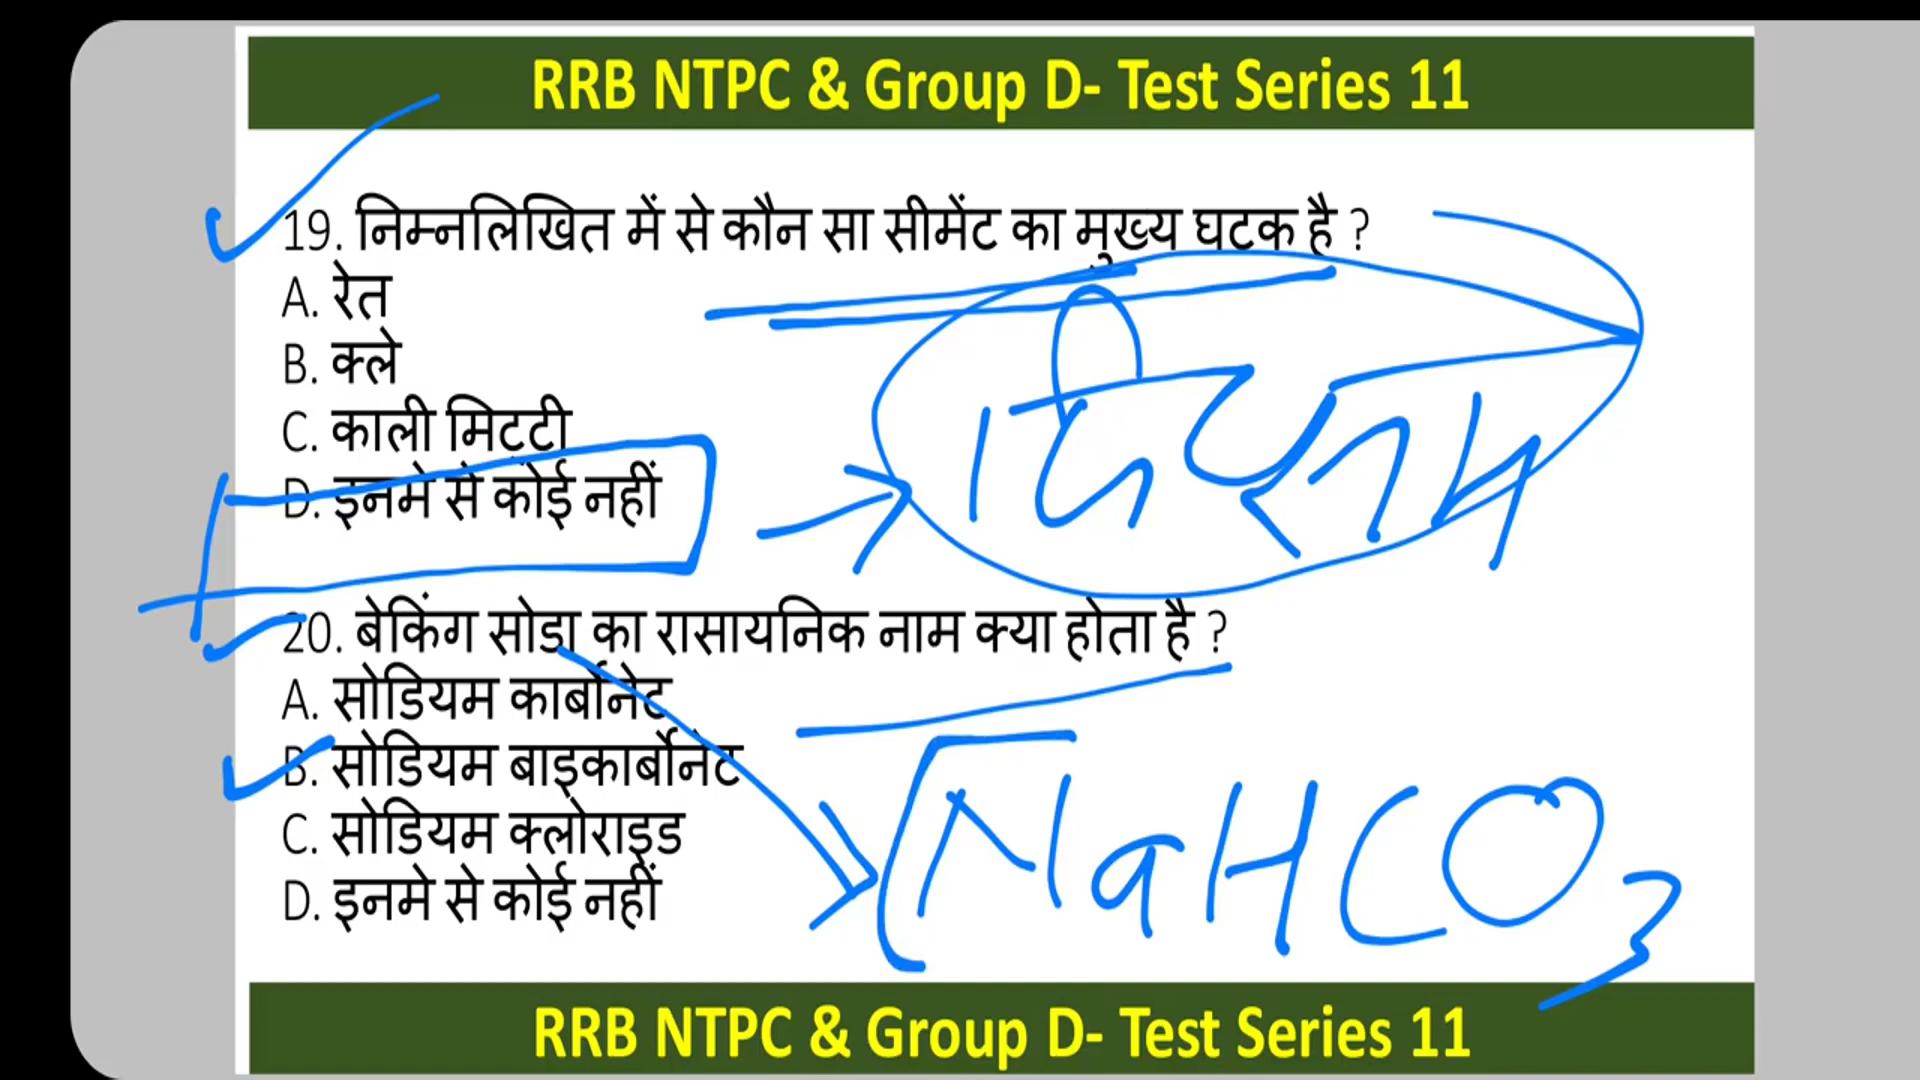 RRB NTPC & Group D- Test Series 11
19. निम्नलिखित में से कौन सा सीमेंट का मुख्य घटक है ?
A. रेत
B. क्ले
C. काली मिटटी
D. इनमे से कोई नहीं
20. बेकिंग सोडा का रासायनिक नाम क्या होता है ?
A. सोडियम कार्बोनेट
B. सोडियम बाइकार्बोनेट
C. सोडियम क्लोराइड
D. इनमे से कोई नहीं
NaHCO3
RRB NTPC & Group D- Test Series 11